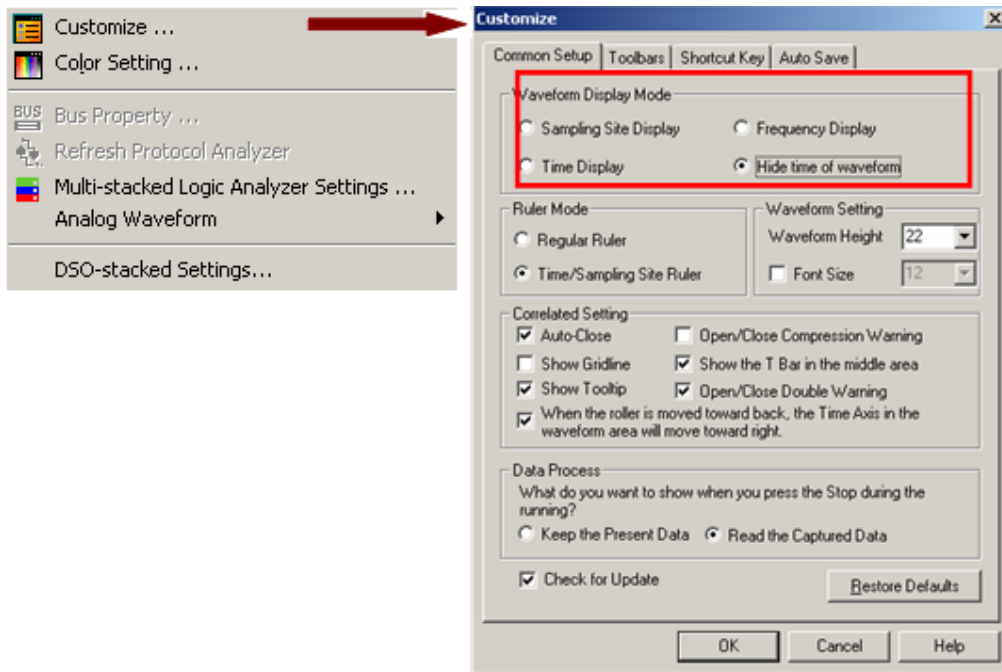 Customize ...
Color Setting ...
BUS Bus Property ...
Refresh Protocol Analyzer
Multi-stacked Logic Analyzer Settings ...
Analog Waveform
DSO-stacked Settings...
Customize
Common Setup Toolbars Shortcut Key Auto Save
Waveform Display Mode
Sampling Site Display Frequency Display
Time Display Hide time of waveform
Ruler Mode
Regular Ruler
Time/Sampling Site Ruler
Waveform Setting
Waveform Height 22
Font Size 12
Correlated Setting
Auto-Close Open/Close Compression Warning
Show Gridline Show the T Bar in the middle area
Show Tooltip Open/Close Double Warning
When the roller is moved toward back, the Time Axis in the
waveform area will move toward right.
Data Process
What do you want to show when you press the Stop during the
running?
Keep the Present Data Read the Captured Data
Check for Update Restore Defaults
OK Cancel Help